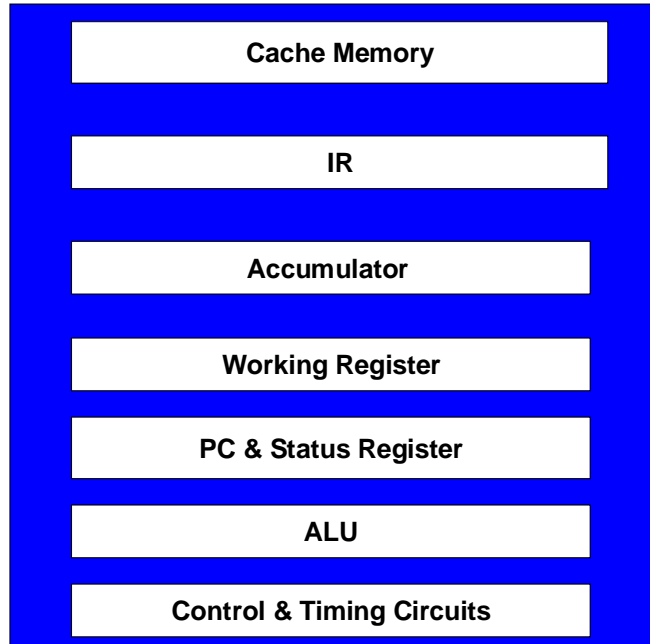 Cache Memory
IR
Accumulator
Working Register
PC & Status Register
ALU
Control & Timing Circuits